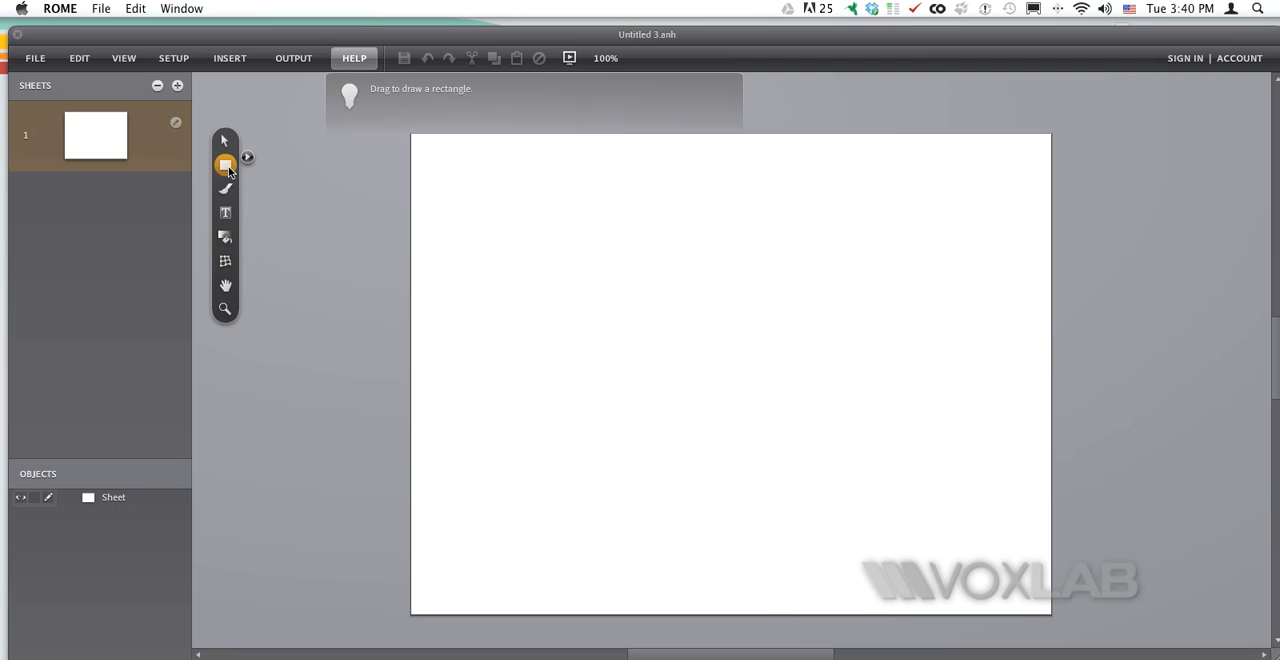 ROME File Edit Window
25 Tue 3:40 PM
Untitled 3.anh
FILE EDIT VIEW SETUP INSERT OUTPUT HELP 100% SIGN IN | ACCOUNT
SHEETS
Drag to draw a rectangle.
1
T
OBJECTS
Sheet
VOXLAB